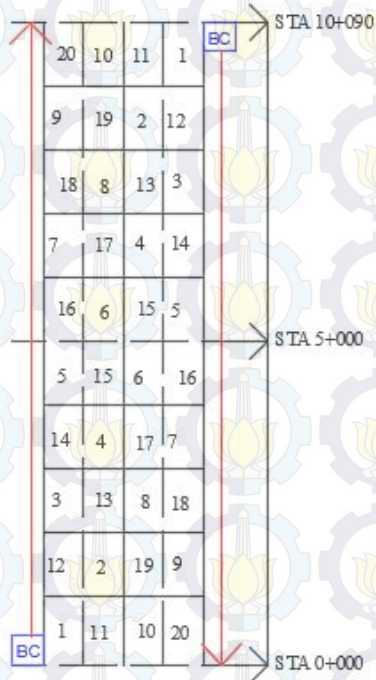 STA 10+090
BC
20 10 11 1
9 19 2 12
18 8 13 3
7 17 4 14
16 6 15 5
STA 5+000
5 15 6 16
14 4 17 7
3 13 8 18
12 2 19 9
1 11 10 20
BC
STA 0+000